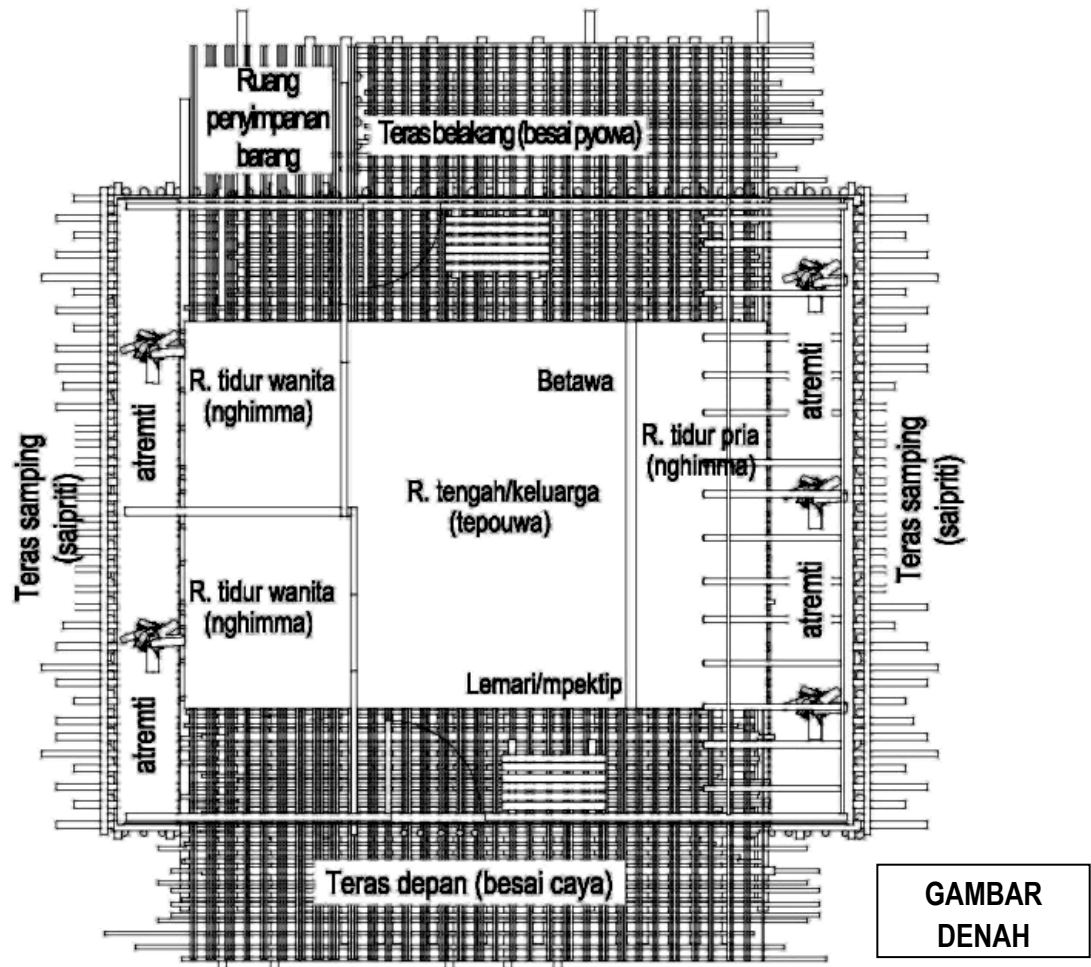 Ruang
penyimpanan
barang
Teras belakang (besai pyowa)
R. tidur wanita
(nghimma)
Betawa
atremti
atremti
R. tidur pria
(nghimma)
Teras samping
(saipriti)
R. tengah/keluarga
(tepouwa)
Teras samping
(saipriti)
R. tidur wanita
(nghimma)
atremti
atremti
Lemari/mpektip
Teras depan (besai caya)
GAMBAR
DENAH